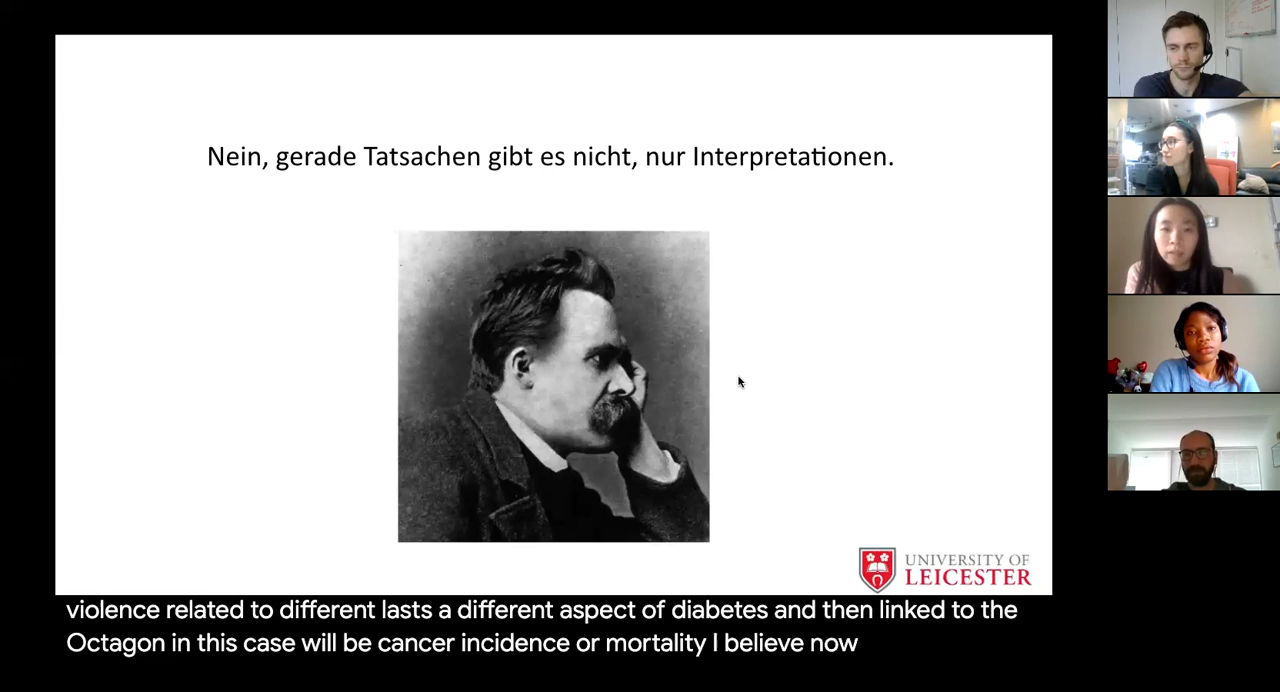 Nein, gerade Tatsachen gibt es nicht, nur Interpretationen.
UNIVERSITY OF
LEICESTER
violence related to different lasts a different aspect of diabetes and then linked to the
Octagon in this case will be cancer incidence or mortality I believe now